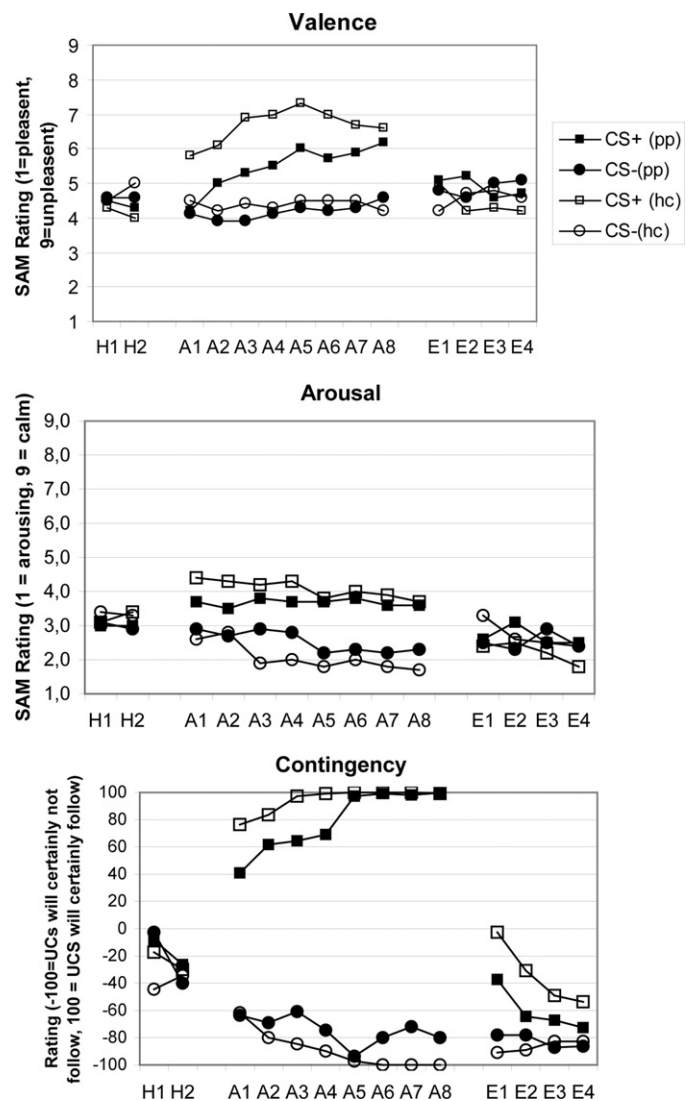 Valence
SAM Rating (1=pleasent,
9=unpleasent)
9
8
7
6
5
4
3
2
1
H1 H2 A1 A2 A3 A4 A5 A6 A7 A8 E1 E2 E3 E4
CS+ (pp)
CS-(pp)
CS+ (hc)
CS-(hc)
Arousal
SAM Rating (1 = arousing, 9 = calm)
9,0
8,0
7,0
6,0
5,0
4,0
3,0
2,0
1,0
H1 H2 A1 A2 A3 A4 A5 A6 A7 A8 E1 E2 E3 E4
Contingency
Rating (-100=UCs will certainly not
follow, 100 = UCS will certainly follow)
100
80
60
40
20
0
-20
-40
-60
-80
-100
H1 H2 A1 A2 A3 A4 A5 A6 A7 A8 E1 E2 E3 E4